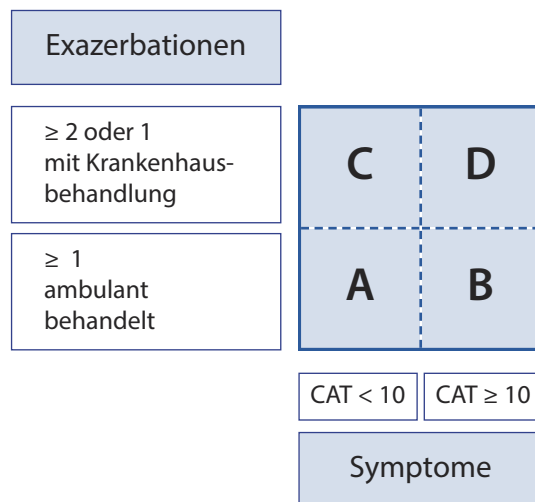 Exazerbationen
≥ 2 oder 1
mit Krankenhaus-
behandlung
C D
≥ 1
ambulant
behandelt
A B
CAT < 10 CAT ≥ 10
Symptome